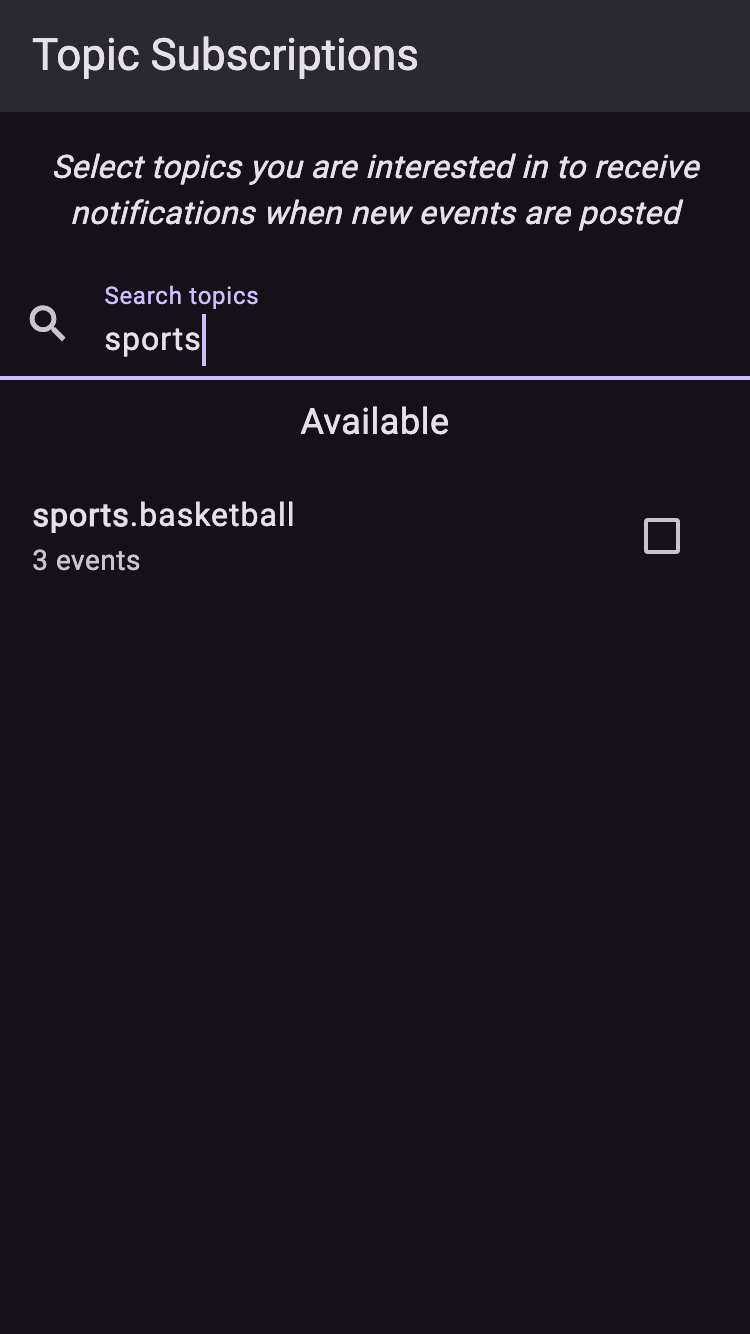 Topic Subscriptions
Select topics you are interested in to receive
notifications when new events are posted
Search topics
sports
Available
sports.basketball
3 events